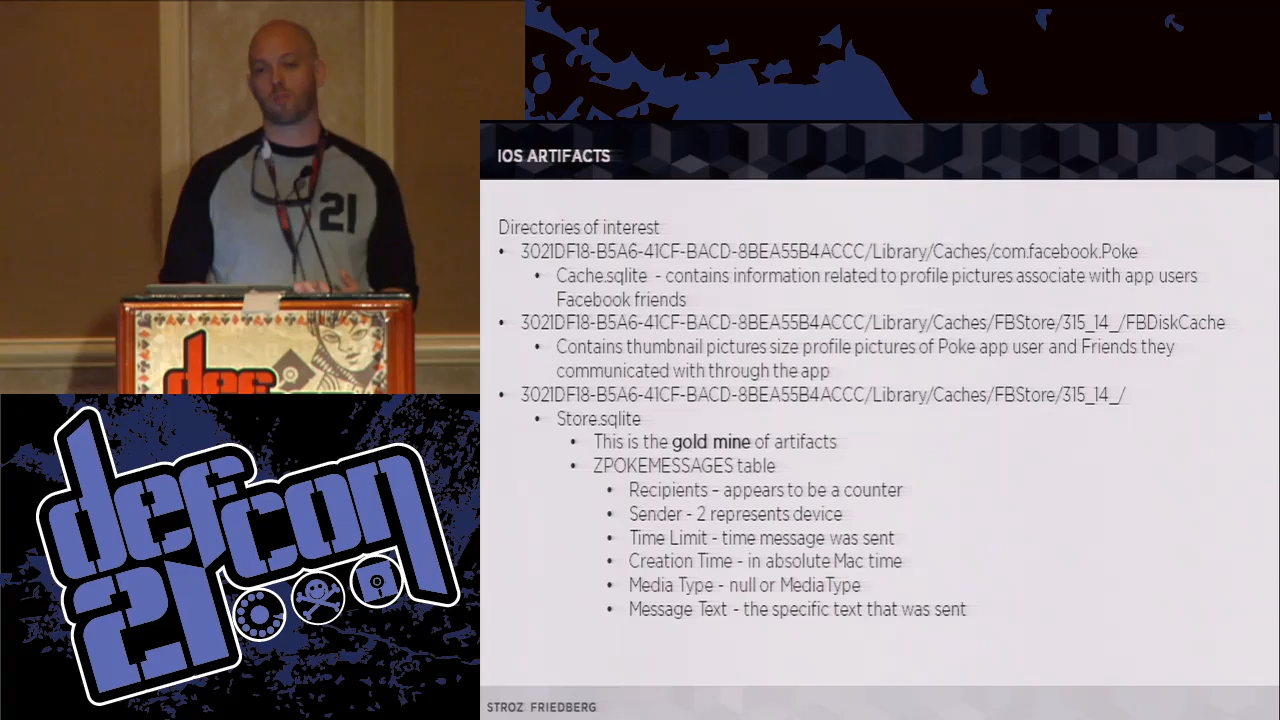 21
def
defcon
21
IOS ARTIFACTS
Directories of interest
• 3021DF18-B5A6-41CF-BACD-8BEA55B4ACCC/Library/Caches/com.facebook.Poke
• Cache.sqlite - contains information related to profile pictures associate with app users
Facebook friends
• 3021DF18-B5A6-41CF-BACD-8BEA55B4ACCC/Library/Caches/FBStore/315_14_/FBDiskCache
• Contains thumbnail pictures size profile pictures of Poke app user and Friends they
communicated with through the app
• 3021DF18-B5A6-41CF-BACD-8BEA55B4ACCC/Library/Caches/FBStore/315_14_/
• Store.sqlite
• This is the gold mine of artifacts
• ZPOKEMESSAGES table
• Recipients – appears to be a counter
• Sender - 2 represents device
• Time Limit - time message was sent
• Creation Time – in absolute Mac time
• Media Type - null or MediaType
• Message Text - the specific text that was sent
STROZ FRIEDBERG